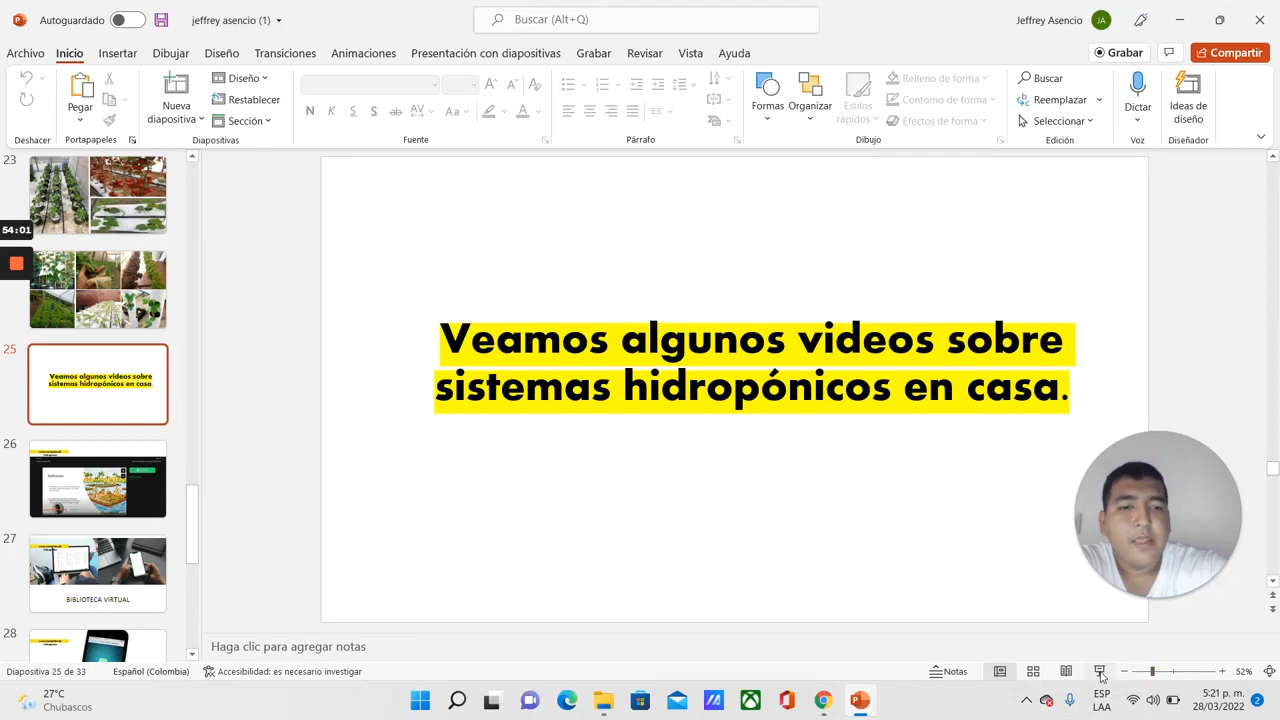 Autoguardado
jeffrey asencio (1)
Buscar (Alt+Q)
Jeffrey Asencio
JA
Archivo
Inicio
Insertar
Dibujar
Diseño
Transiciones
Animaciones
Presentación con diapositivas
Grabar
Revisar
Vista
Ayuda
Grabar
Compartir
Pegar
Nueva
diapositiva
Diseño
Restablecer
Sección
N
K
S
S
ab
AV
Aa
A
Formas
Organizar
Estilos
rápidos
Relleno de forma
Contorno de forma
Efectos de forma
Buscar
Reemplazar
Seleccionar
Dictar
Ideas de
diseño
Deshacer
Portapapeles
Diapositivas
Fuente
Párrafo
Dibujo
Edición
Voz
Diseñador
23
54:01
25
Veamos algunos videos sobre
sistemas hidropónicos en casa.
26
27
BIBLIOTECA VIRTUAL
28
Veamos algunos videos sobre
sistemas hidropónicos en casa.
Haga clic para agregar notas
Diapositiva 25 de 33
Español (Colombia)
Accesibilidad: es necesario investigar
Notas
52%
27°C
Chubascos
ESP
LAA
5:21 p. m.
28/03/2022
2